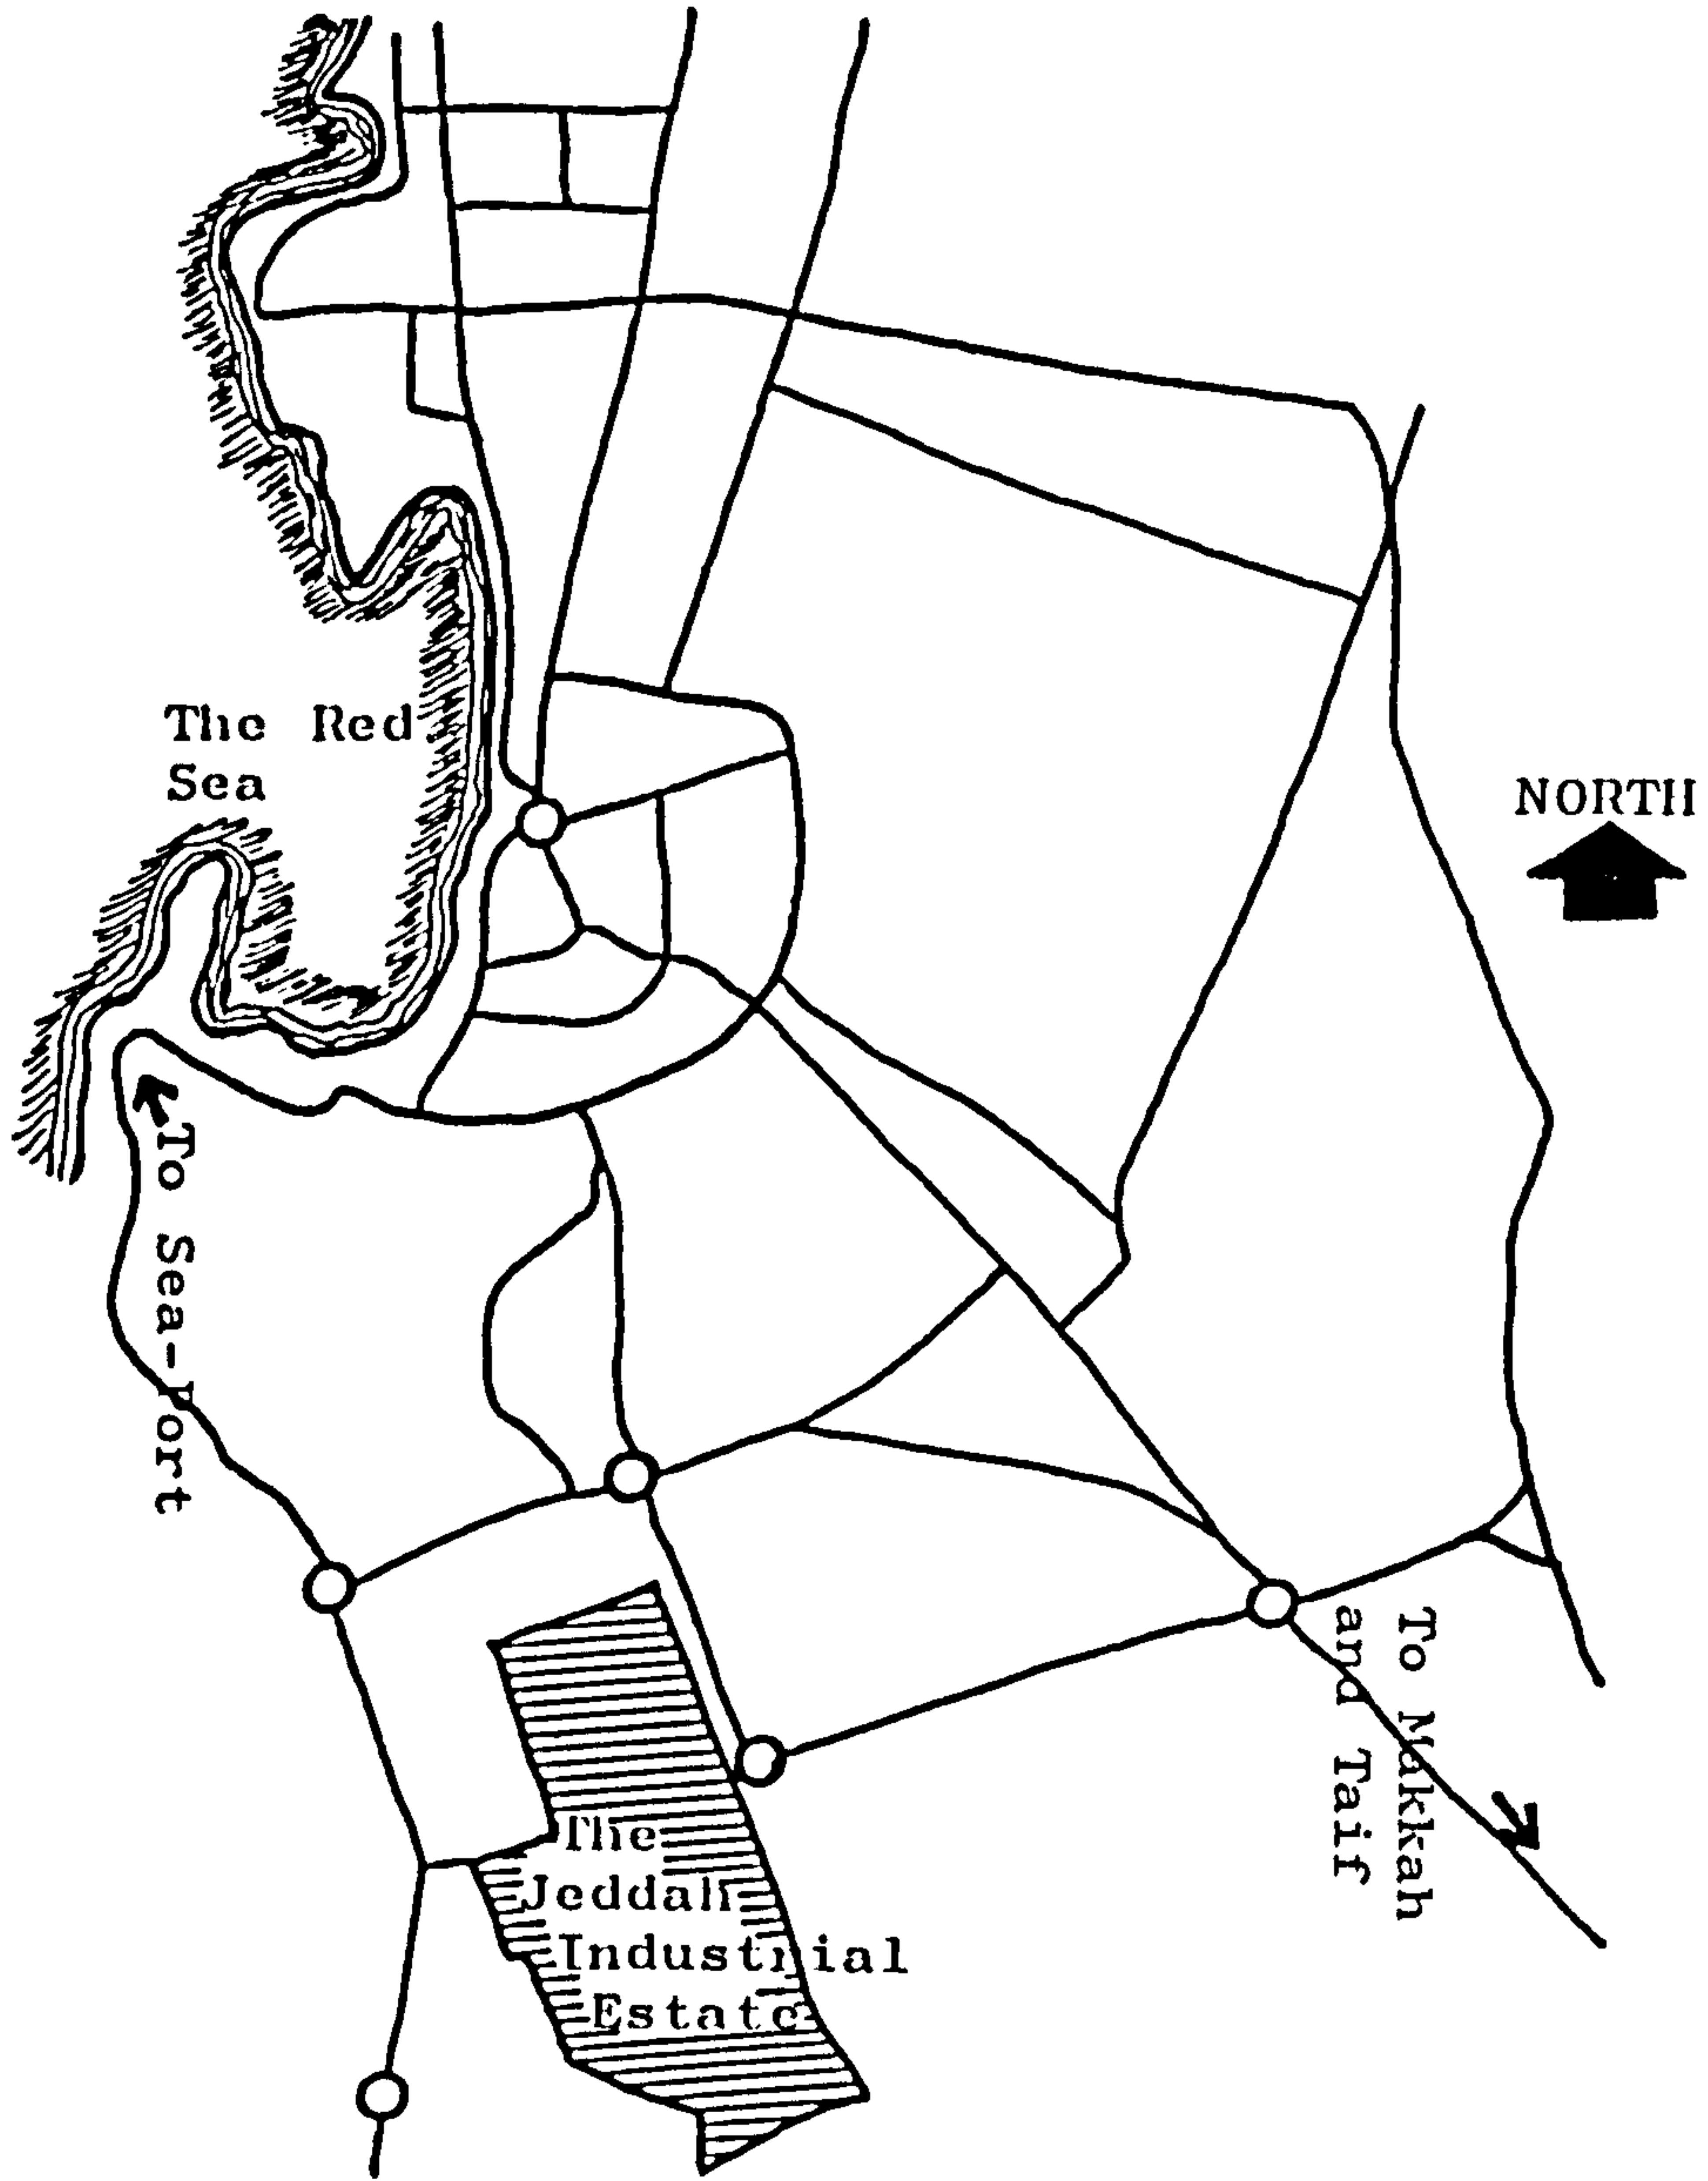 The Red
Sea
NORTH
To Sea-Port
To Makkah
and Taif
The
Jeddah
Industrial
Estate